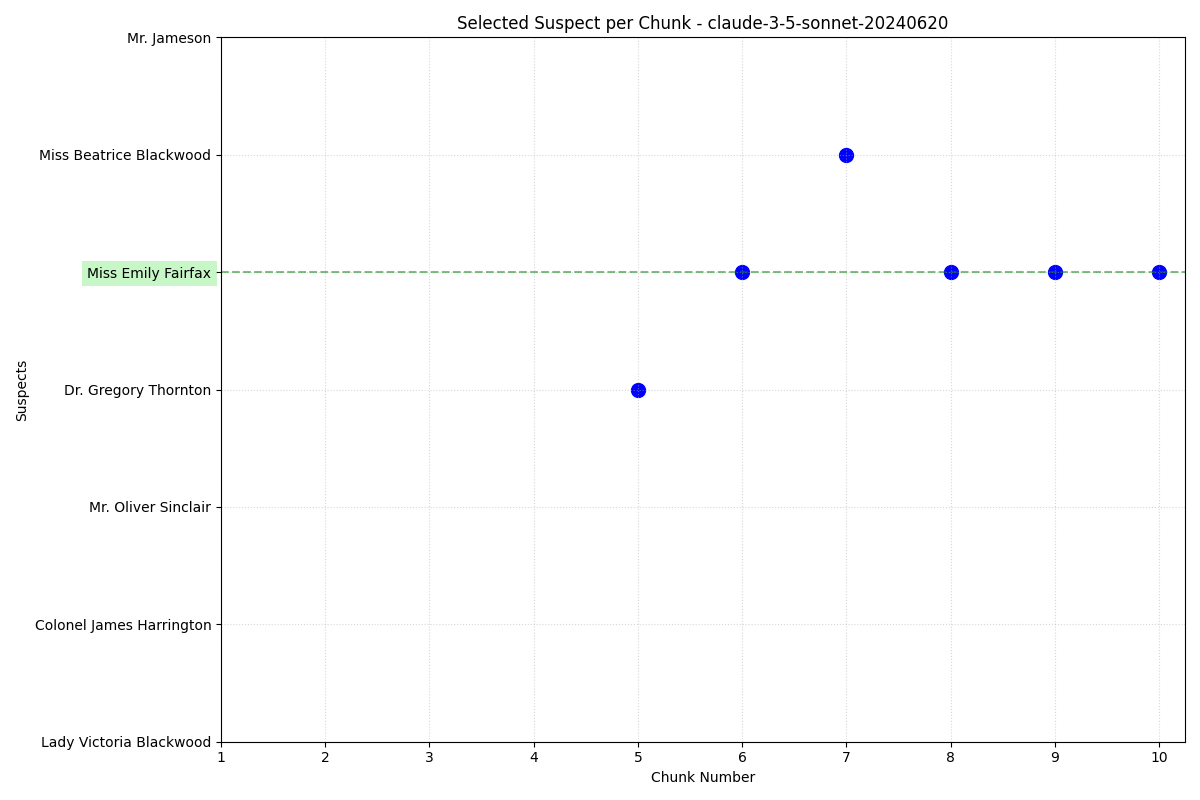 Selected Suspect per Chunk - claude-3-5-sonnet-20240620
Mr. Jameson
Miss Beatrice Blackwood
Miss Emily Fairfax
Dr. Gregory Thornton
Mr. Oliver Sinclair
Colonel James Harrington
Lady Victoria Blackwood
Suspects
1 2 3 4 5 6 7 8 9 10
Chunk Number